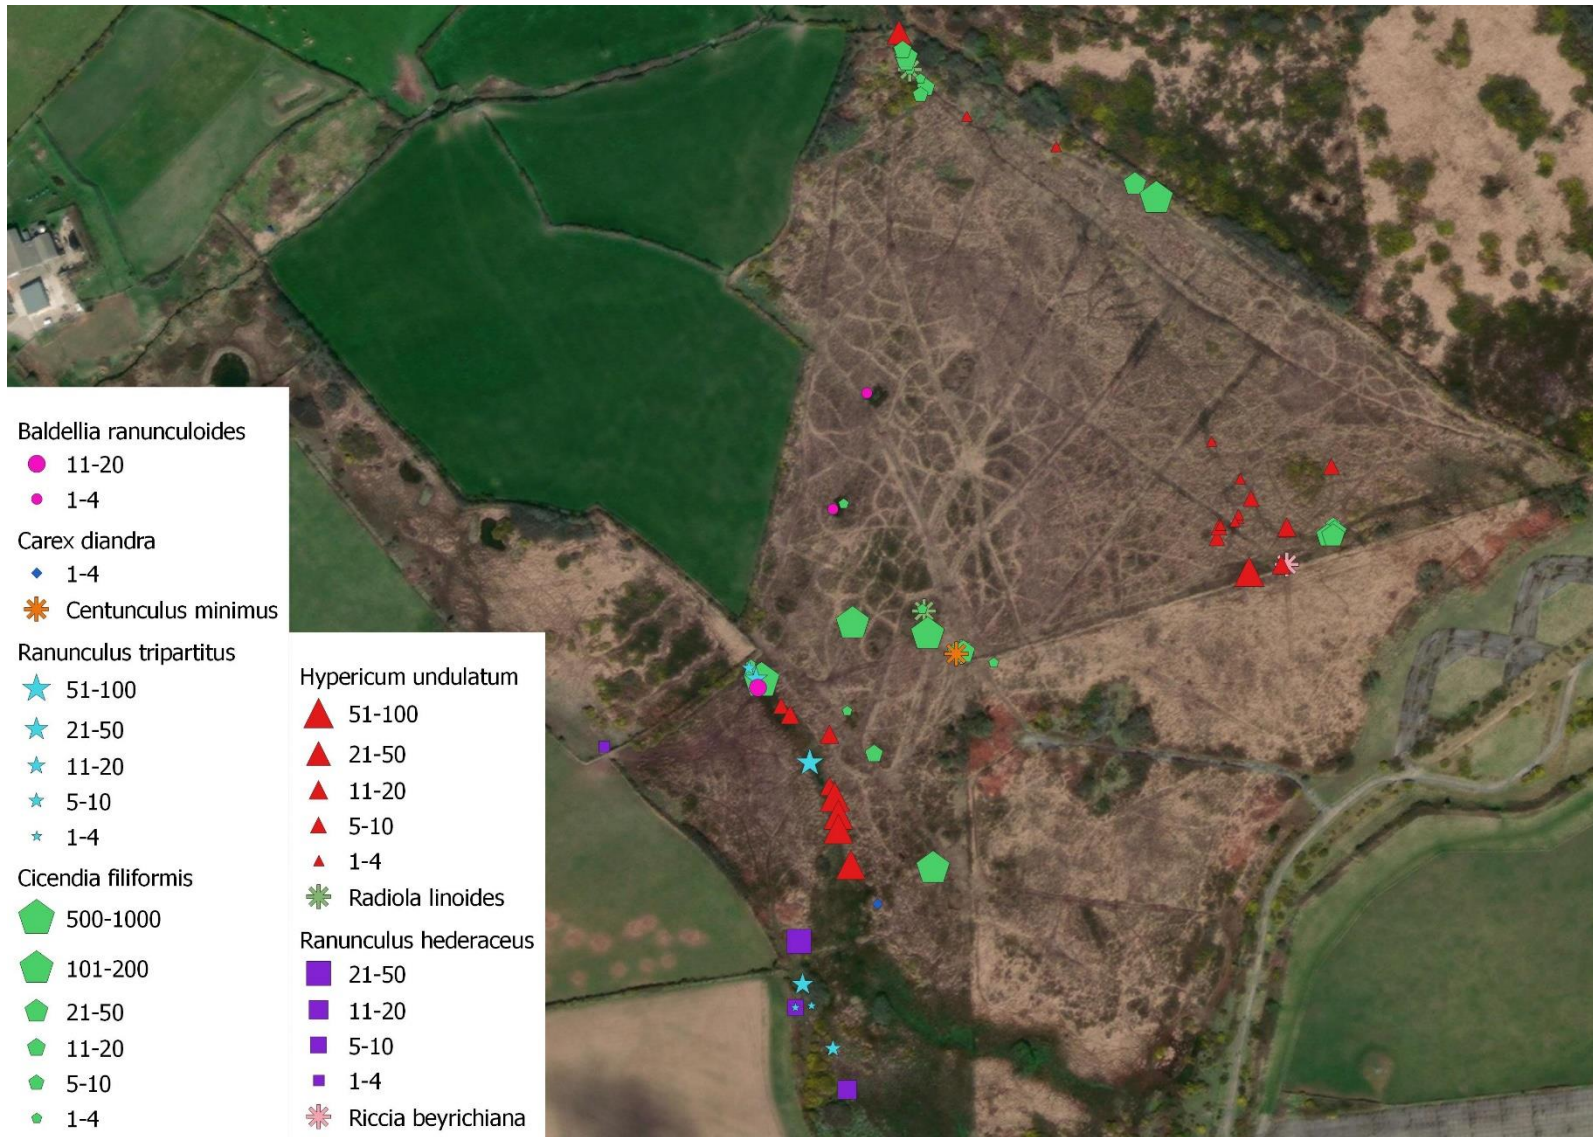 Baldellia ranunculoides
11-20
1-4
Carex diandra
1-4
Centunculus minimus
Ranunculus tripartitus
51-100
21-50
11-20
5-10
1-4
Cicendia filiformis
500-1000
101-200
21-50
11-20
5-10
1-4
Hypericum undulatum
51-100
21-50
11-20
5-10
1-4
Radiola linoides
Ranunculus hederaceus
21-50
11-20
5-10
1-4
Riccia beyrichiana